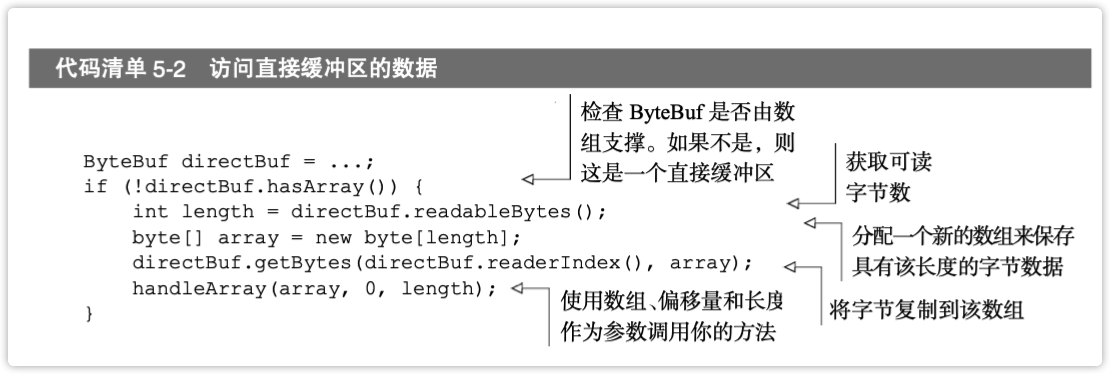 代码清单 5-2 访问直接缓冲区的数据
ByteBuf directBuf = ...;
if (!directBuf.hasArray()) {
int length = directBuf.readableBytes();
byte[] array = new byte[length];
directBuf.getBytes(directBuf.readerIndex(), array);
handleArray(array, 0, length);
}
检查 ByteBuf 是否由数
组支撑。如果不是，则
这是一个直接缓冲区
获取可读
字节数
分配一个新的数组来保存
具有该长度的字节数据
将字节复制到该数组
使用数组、偏移量和长度
作为参数调用你的方法